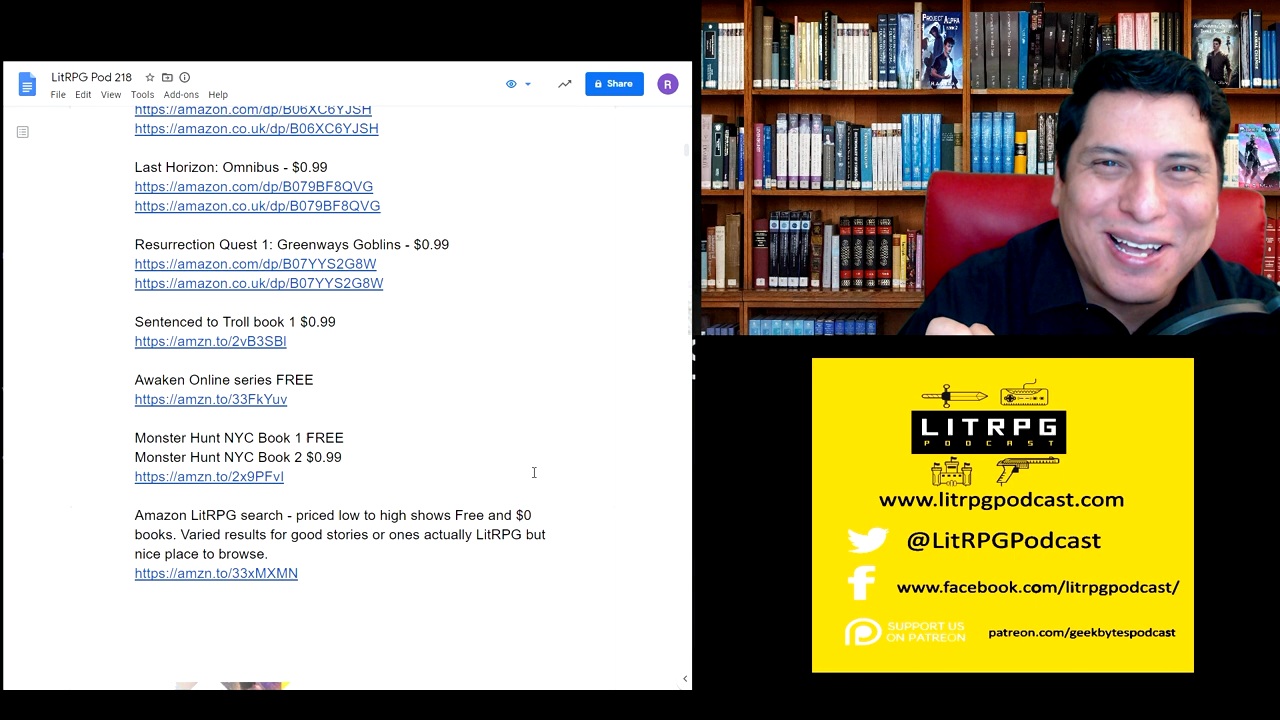 LitRPG Pod 218
File Edit View Tools Add-ons Help
Share
R
https://amazon.com/dp/B06XC6YJSH
https://amazon.co.uk/dp/B06XC6YJSH
Last Horizon: Omnibus - $0.99
https://amazon.com/dp/B079BF8QVG
https://amazon.co.uk/dp/B079BF8QVG
Resurrection Quest 1: Greenways Goblins - $0.99
https://amazon.com/dp/B07YYS2G8W
https://amazon.co.uk/dp/B07YYS2G8W
Sentenced to Troll book 1 $0.99
https://amzn.to/2vB3SBl
Awaken Online series FREE
https://amzn.to/33FkYuv
Monster Hunt NYC Book 1 FREE
Monster Hunt NYC Book 2 $0.99
https://amzn.to/2x9PFvI
Amazon LitRPG search - priced low to high shows Free and $0
books. Varied results for good stories or ones actually LitRPG but
nice place to browse.
https://amzn.to/33xMXMN
PROJECT ALPHA
LITRPG
PODCAST
www.litrpgpodcast.com
@LitRPGPodcast
www.facebook.com/litrpgpodcast/
SUPPORT US
ON PATREON
patreon.com/geekbytespodcast